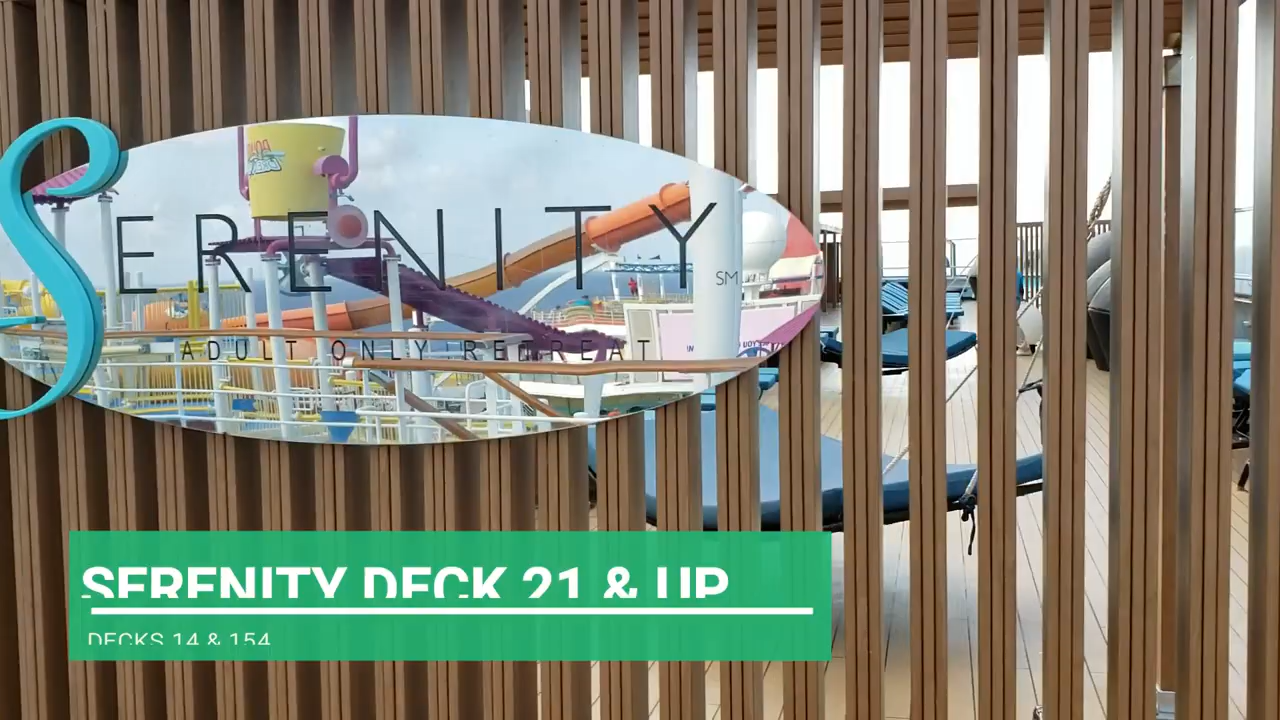 SERENITY SM
ADULT ONLY RETREAT
SERENITY DECK 21 & UP
DECKS 14 & 154